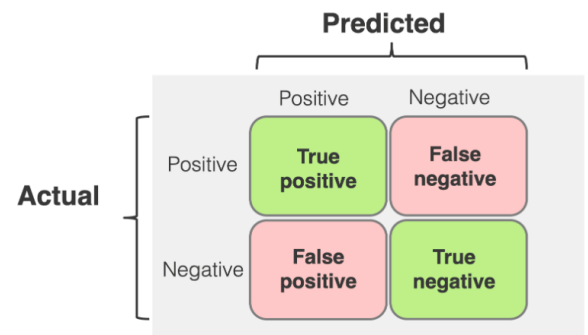 Predicted
Positive Negative
Actual
Positive
True
positive
False
negative
Negative
False
positive
True
negative